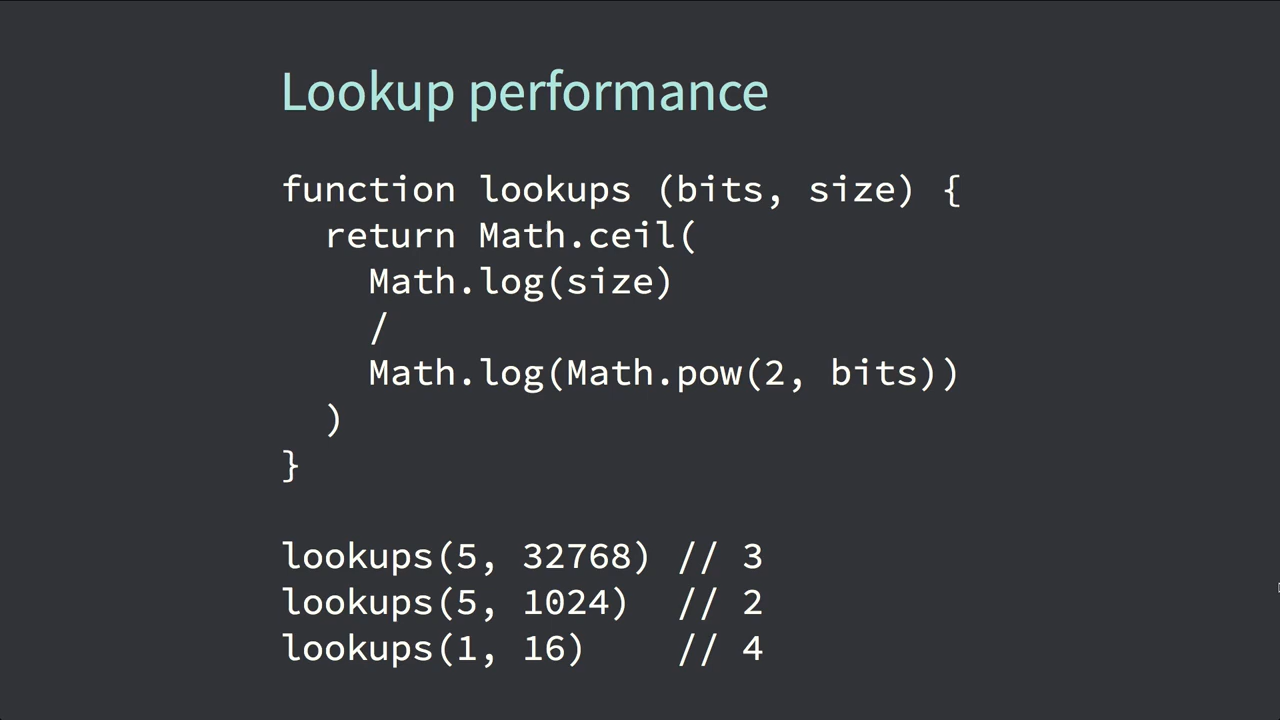 Lookup performance
function lookups (bits, size) {
  return Math.ceil(
    Math.log(size)
    /
    Math.log(Math.pow(2, bits))
  )
}
lookups(5, 32768) // 3
lookups(5, 1024)  // 2
lookups(1, 16)    // 4